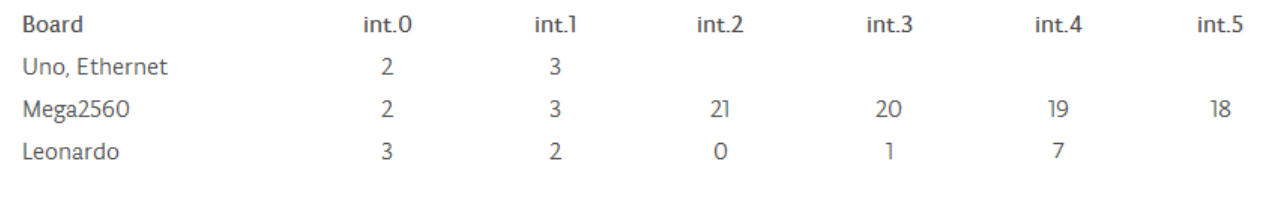 Board int.0 int.1 int.2 int.3 int.4 int.5
Uno, Ethernet 2 3
Mega2560 2 3 21 20 19 18
Leonardo 3 2 0 1 7